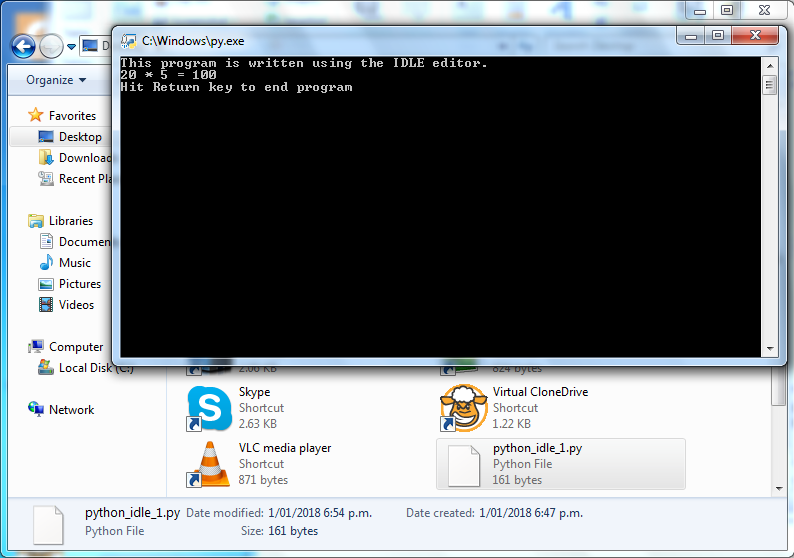 C:\Windows\py.exe
This program is written using the IDLE editor.
20 * 5 = 100
Hit Return key to end program
Organize
Favorites
Desktop
Downloac
Recent Pla
Libraries
Documen
Music
Pictures
Videos
Computer
Local Disk (C:)
Network
2.00 KB
824 bytes
Skype
Shortcut
2.63 KB
Virtual CloneDrive
Shortcut
1.22 KB
VLC media player
Shortcut
871 bytes
python_idle_1.py
Python File
161 bytes
python_idle_1.py Date modified: 1/01/2018 6:54 p.m. Date created: 1/01/2018 6:47 p.m.
Python File Size: 161 bytes